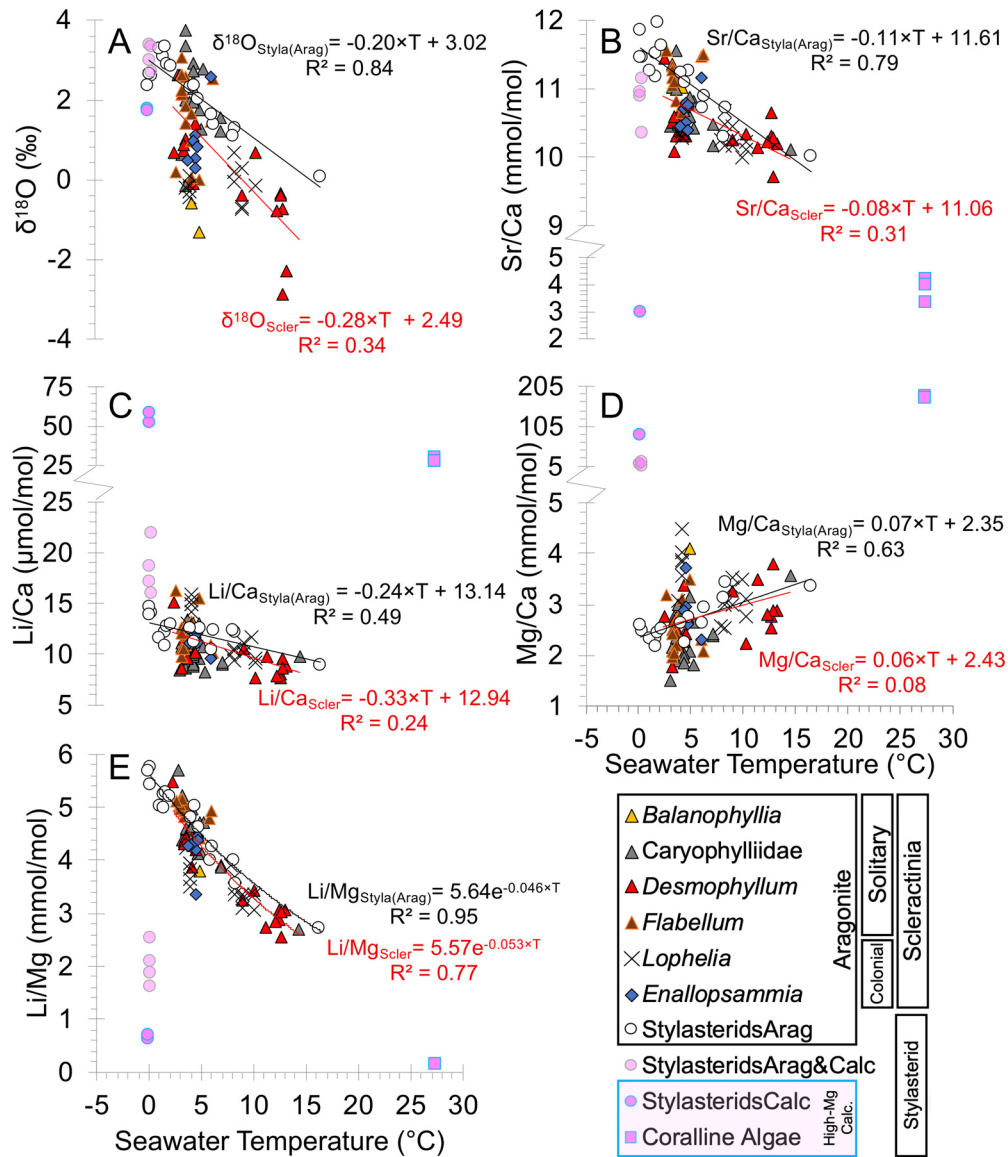 A
δ¹⁸O (‰)
4
2
0
-2
-4
δ¹⁸OStyla(Arag) = -0.20×T + 3.02
R² = 0.84
δ¹⁸OScler= -0.28×T + 2.49
R² = 0.34
B
Sr/Ca (mmol/mol)
12
11
10
9
5
4
3
2
1
0
Sr/CaStyla(Arag)= -0.11×T + 11.61
R² = 0.79
Sr/CaScler= -0.08×T + 11.06
R² = 0.31
C
Li/Ca (µmol/mol)
75
50
25
25
20
15
10
5
Li/CaStyla(Arag)= -0.24×T + 13.14
R² = 0.49
Li/CaScler= -0.33×T + 12.94
R² = 0.24
D
Mg/Ca (mmol/mol)
205
105
5
5
4
3
2
1
Mg/CaStyla(Arag) = 0.07×T + 2.35
R² = 0.63
Mg/CaScler= 0.06×T + 2.43
R² = 0.08
-5 0 5 10 15 20 25 30
Seawater Temperature (°C)
E
Li/Mg (mmol/mol)
6
5
4
3
2
1
0
Li/MgStyla(Arag)= 5.64e-0.046×T
R² = 0.95
Li/MgScler= 5.57e-0.053×T
R² = 0.77
-5 0 5 10 15 20 25 30
Seawater Temperature (°C)
Balanophyllia
Caryophylliidae
Desmophyllum
Flabellum
Lophelia
Enallopsammia
StylasteridsArag
StylasteridsArag&Calc
StylasteridsCalc
Coralline Algae
Aragonite
High-Mg
Calc.
Solitary
Colonial
Scleractinia
Stylasterid